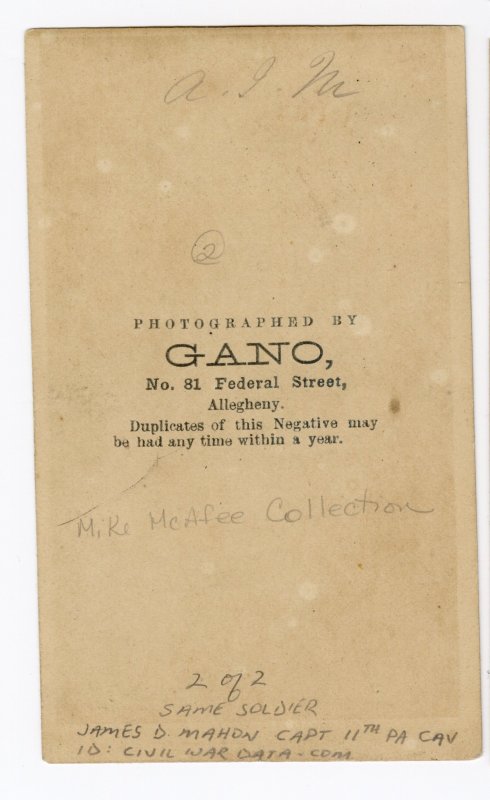 a. J. M
2
PHOTOGRAPHED BY
GANO,
No. 81 Federal Street,
Allegheny.
Duplicates of this Negative may
be had any time within a year.
Mike McAfee Collection
2 of 2
SAME SOLDIER
JAMES D. MAHON CAPT 11TH PA CAV
ID: CIVIL WAR DATA.COM